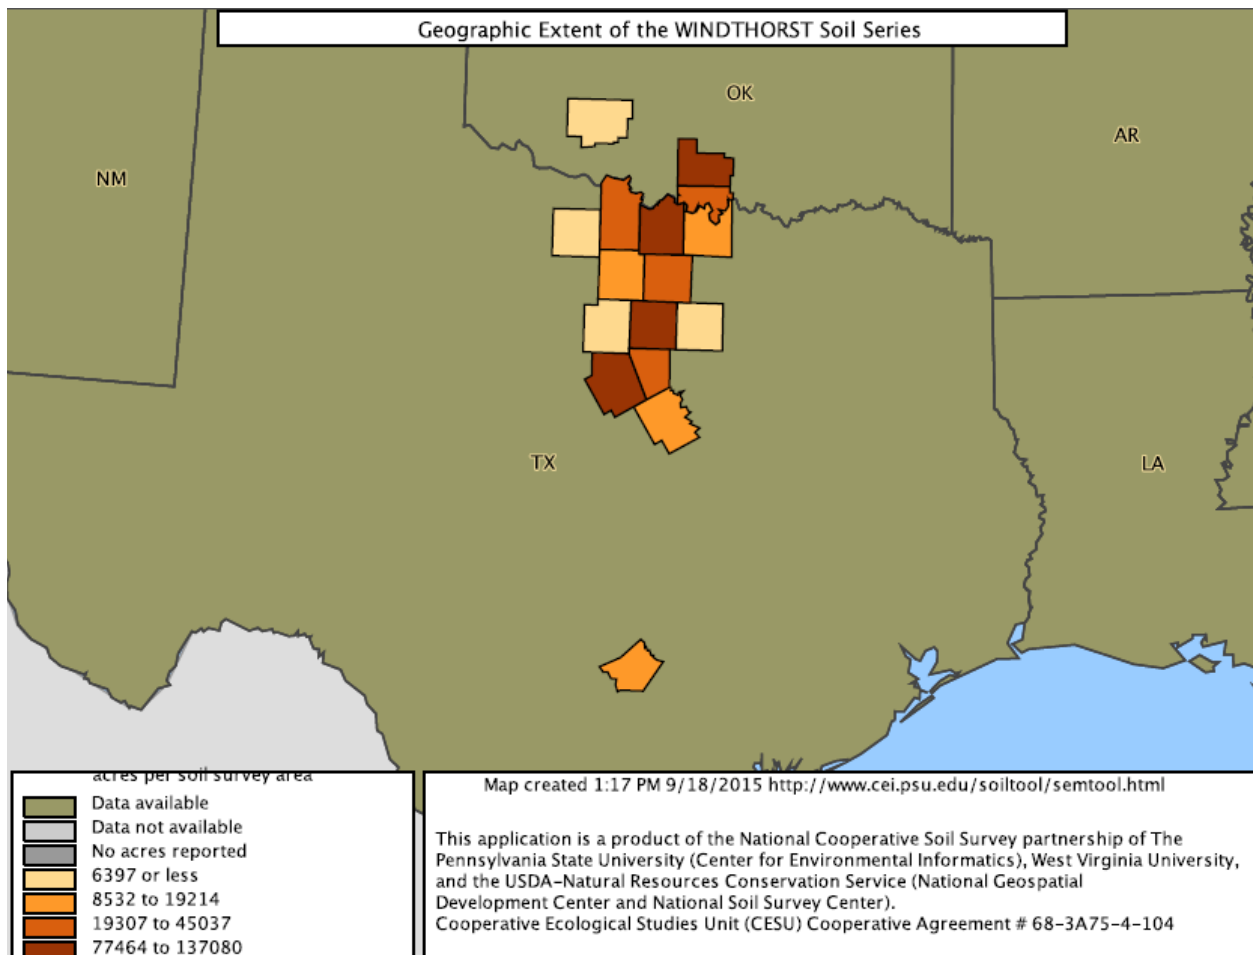 Geographic Extent of the WINDTHORST Soil Series
OK
AR
NM
TX
LA
acres per soil survey area
Data available
Data not available
No acres reported
6397 or less
8532 to 19214
19307 to 45037
77464 to 137080
Map created 1:17 PM 9/18/2015 http://www.cei.psu.edu/soiltool/semtool.html
This application is a product of the National Cooperative Soil Survey partnership of The
Pennsylvania State University (Center for Environmental Informatics), West Virginia University,
and the USDA-Natural Resources Conservation Service (National Geospatial
Development Center and National Soil Survey Center).
Cooperative Ecological Studies Unit (CESU) Cooperative Agreement # 68-3A75-4-104